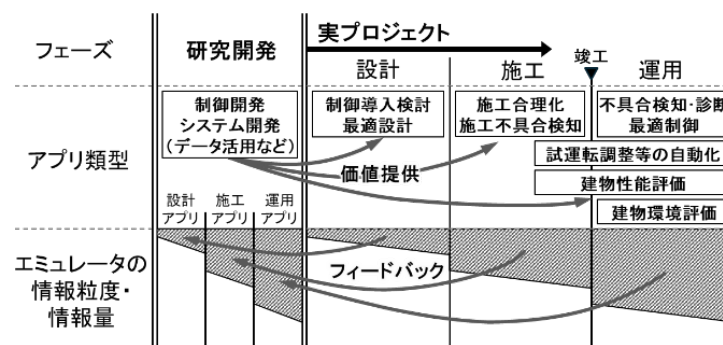 フェーズ
研究開発
実プロジェクト
設計
施工
竣工
運用
アプリ類型
制御開発
システム開発
(データ活用など)
制御導入検討
最適設計
施工合理化
施工不具合検知
不具合検知・診断
最適制御
試運転調整等の自動化
建物性能評価
建物環境評価
価値提供
設計
アプリ
施工
アプリ
運用
アプリ
エミュレータの
情報粒度・
情報量
フィードバック